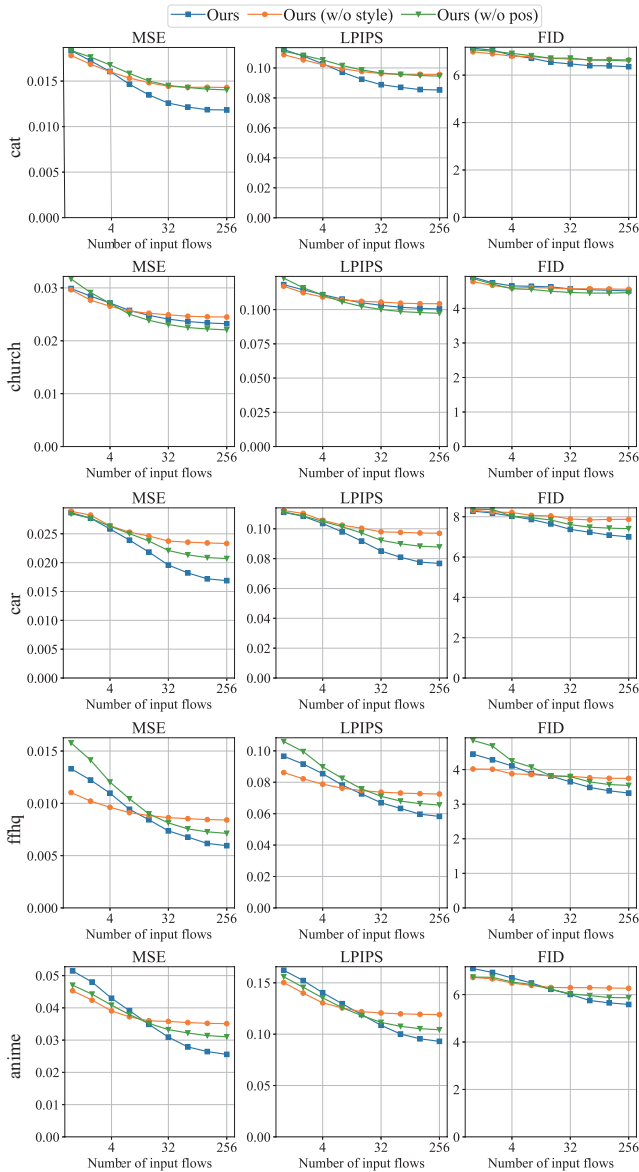 Ours Ours (w/o style) Ours (w/o pos)
MSE LPIPS FID
0.015 0.010 0.005 0.000
0.10 0.08 0.06 0.04 0.02 0.00
6 4 2 0
cat
4 32 256 4 32 256 4 32 256
Number of input flows Number of input flows Number of input flows
MSE LPIPS FID
0.03 0.02 0.01 0.00
0.100 0.075 0.050 0.025 0.000
4 3 2 1 0
church
4 32 256 4 32 256 4 32 256
Number of input flows Number of input flows Number of input flows
MSE LPIPS FID
0.025 0.020 0.015 0.010 0.005 0.000
0.10 0.08 0.06 0.04 0.02 0.00
8 6 4 2 0
car
4 32 256 4 32 256 4 32 256
Number of input flows Number of input flows Number of input flows
MSE LPIPS FID
0.015 0.010 0.005 0.000
0.10 0.08 0.06 0.04 0.02 0.00
4 3 2 1 0
ffhq
4 32 256 4 32 256 4 32 256
Number of input flows Number of input flows Number of input flows
MSE LPIPS FID
0.05 0.04 0.03 0.02 0.01 0.00
0.15 0.10 0.05 0.00
6 4 2 0
anime
4 32 256 4 32 256 4 32 256
Number of input flows Number of input flows Number of input flows